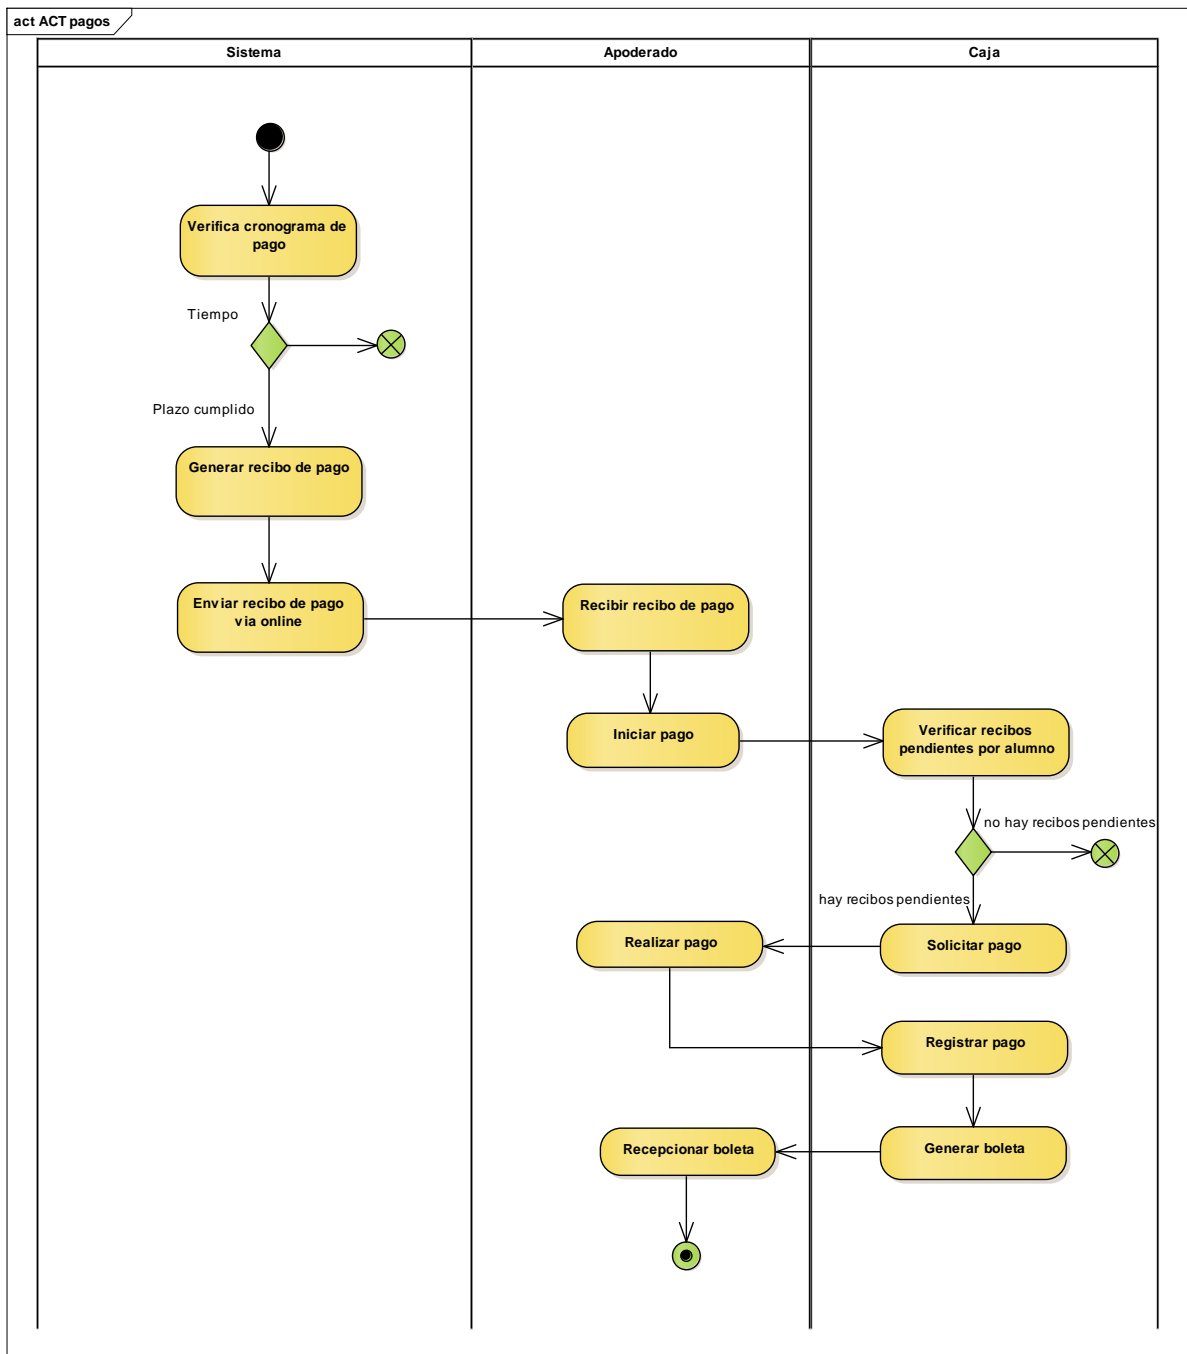 act ACT pagos
Sistema
Apoderado
Caja
Verifica cronograma de
pago
Tiempo
Plazo cumplido
Generar recibo de pago
Enviar recibo de pago
via online
Recibir recibo de pago
Iniciar pago
Verificar recibos
pendientes por alumno
no hay recibos pendientes
hay recibos pendientes
Realizar pago
Solicitar pago
Registrar pago
Recepcionar boleta
Generar boleta